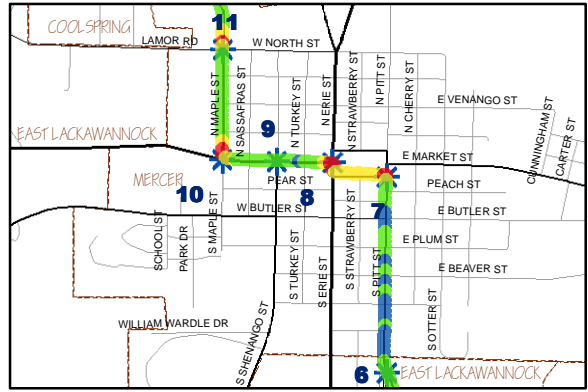 11
COOLSPRING
LAMOR RD
W NORTH ST
N MAPLE ST
N SASSAFRAS ST
N TURKEY ST
N ERIE ST
N STRAWBERRY ST
N PITT ST
N CHERRY ST
E VENANGO ST
CUNNINGHAM ST
CARTER ST
EAST LACKAWANNOCK
9
E MARKET ST
MERCER
PEAR ST
PEACH ST
10
8
7
W BUTLER ST
E BUTLER ST
SCHOOL ST
PARK DR
S MAPLE ST
S TURKEY ST
S ERIE ST
S STRAWBERRY ST
S PITT ST
E PLUM ST
E BEAVER ST
S OTTER ST
WILLIAM WARDLE DR
S SHENANGO ST
6
EAST LACKAWANNOCK